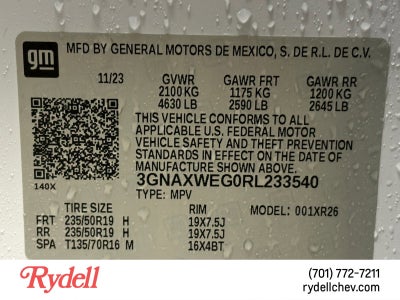 gm
MFD BY GENERAL MOTORS DE MEXICO, S. DE R.L. DE C.V.
11/23 GVWR GAWR FRT GAWR RR
2100 KG 1175 KG 1200 KG
4630 LB 2590 LB 2645 LB
THIS VEHICLE CONFORMS TO ALL
APPLICABLE U.S. FEDERAL MOTOR
VEHICLE SAFETY AND THEFT PREVENTION
STANDARDS IN EFFECT ON THE DATE OF
MANUFACTURE SHOWN ABOVE.
3GNAXWEG0RL233540
140X TYPE: MPV
TIRE SIZE RIM MODEL: 001XR26
FRT 235/50R19 H 19X7.5J
RR 235/50R19 H 19X7.5J
SPA T135/70R16 M 16X4BT
Rydell
(701) 772-7211
rydellchev.com